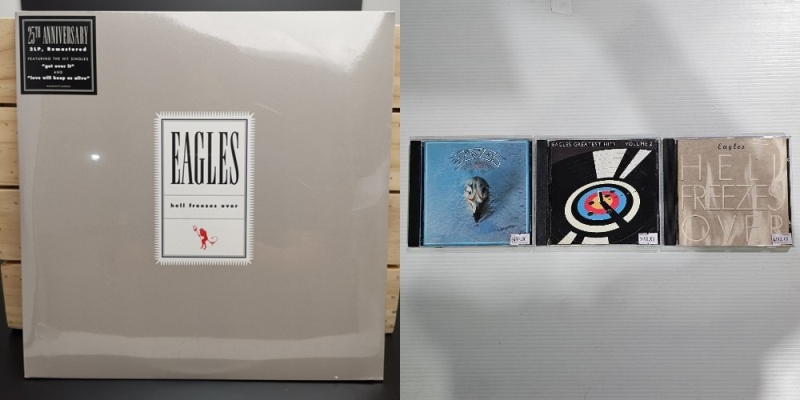 25TH ANNIVERSARY
2LP, Remastered
FEATURING THE HIT SINGLES
"get over it"
AND
"love will keep us alive"
EAGLES
hell freezes over
EAGLES GREATEST HITS VOLUME 2
Eagles
HELL
FREEZES
OVER